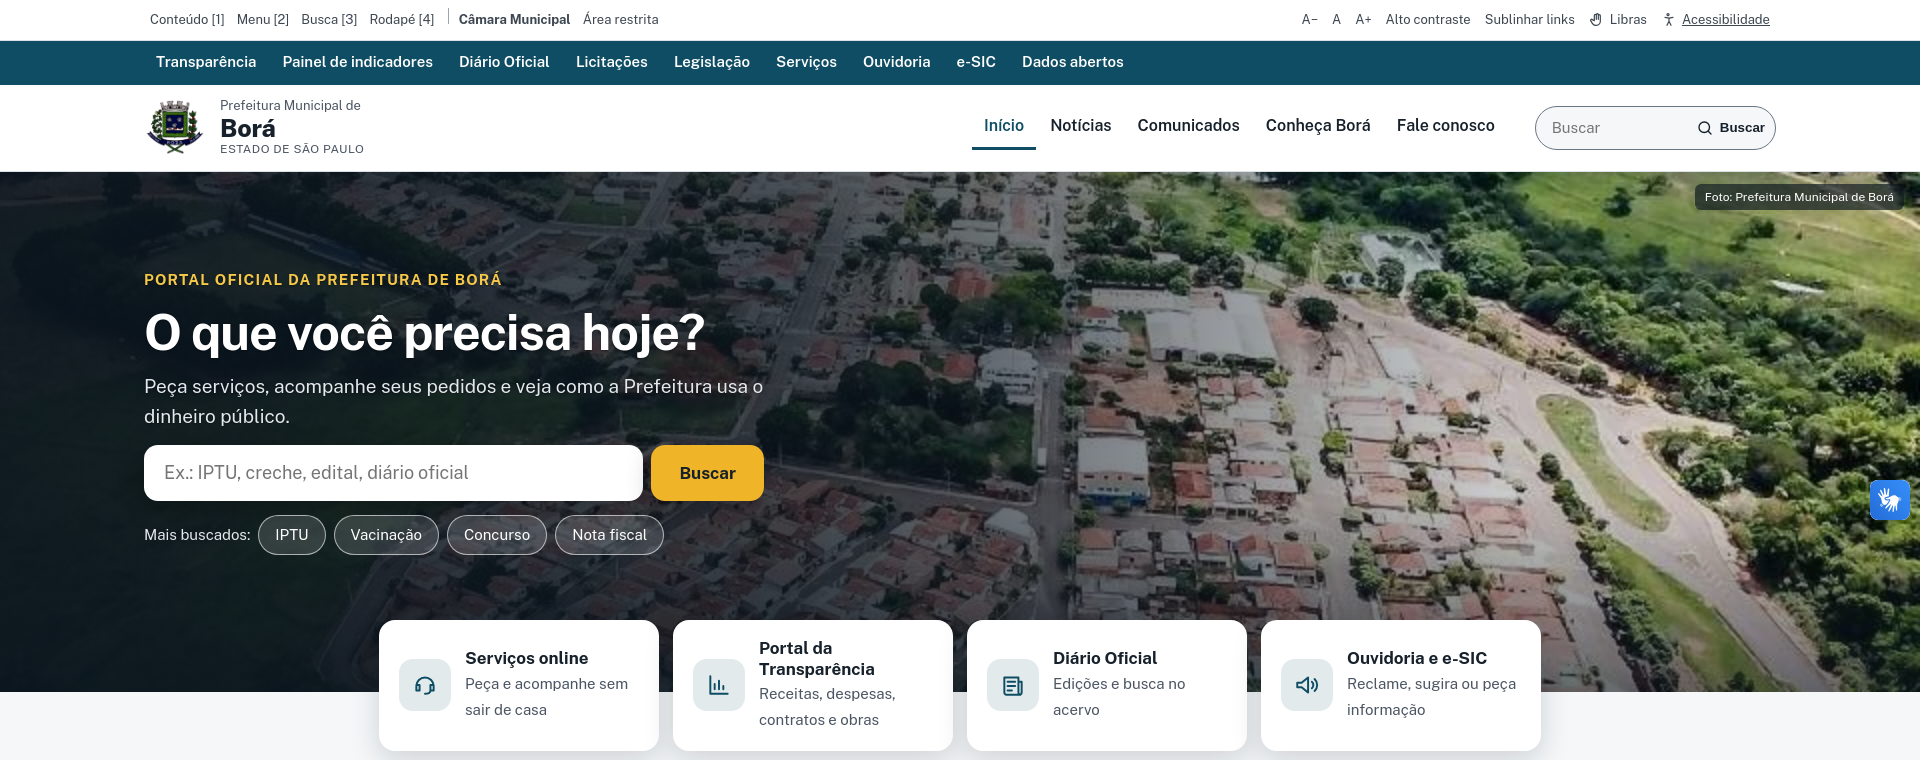 Conteúdo [1] Menu [2] Busca [3] Rodapé [4] Câmara Municipal Área restrita A− A A+ Alto contraste Sublinhar links Libras Acessibilidade
Transparência Painel de indicadores Diário Oficial Licitações Legislação Serviços Ouvidoria e-SIC Dados abertos
Prefeitura Municipal de
Borá
ESTADO DE SÃO PAULO
Início Notícias Comunicados Conheça Borá Fale conosco Buscar Buscar
Foto: Prefeitura Municipal de Borá
PORTAL OFICIAL DA PREFEITURA DE BORÁ
O que você precisa hoje?
Peça serviços, acompanhe seus pedidos e veja como a Prefeitura usa o
dinheiro público.
Ex.: IPTU, creche, edital, diário oficial Buscar
Mais buscados: IPTU Vacinação Concurso Nota fiscal
Serviços online
Peça e acompanhe sem
sair de casa
Portal da
Transparência
Receitas, despesas,
contratos e obras
Diário Oficial
Edições e busca no
acervo
Ouvidoria e e-SIC
Reclame, sugira ou peça
informação